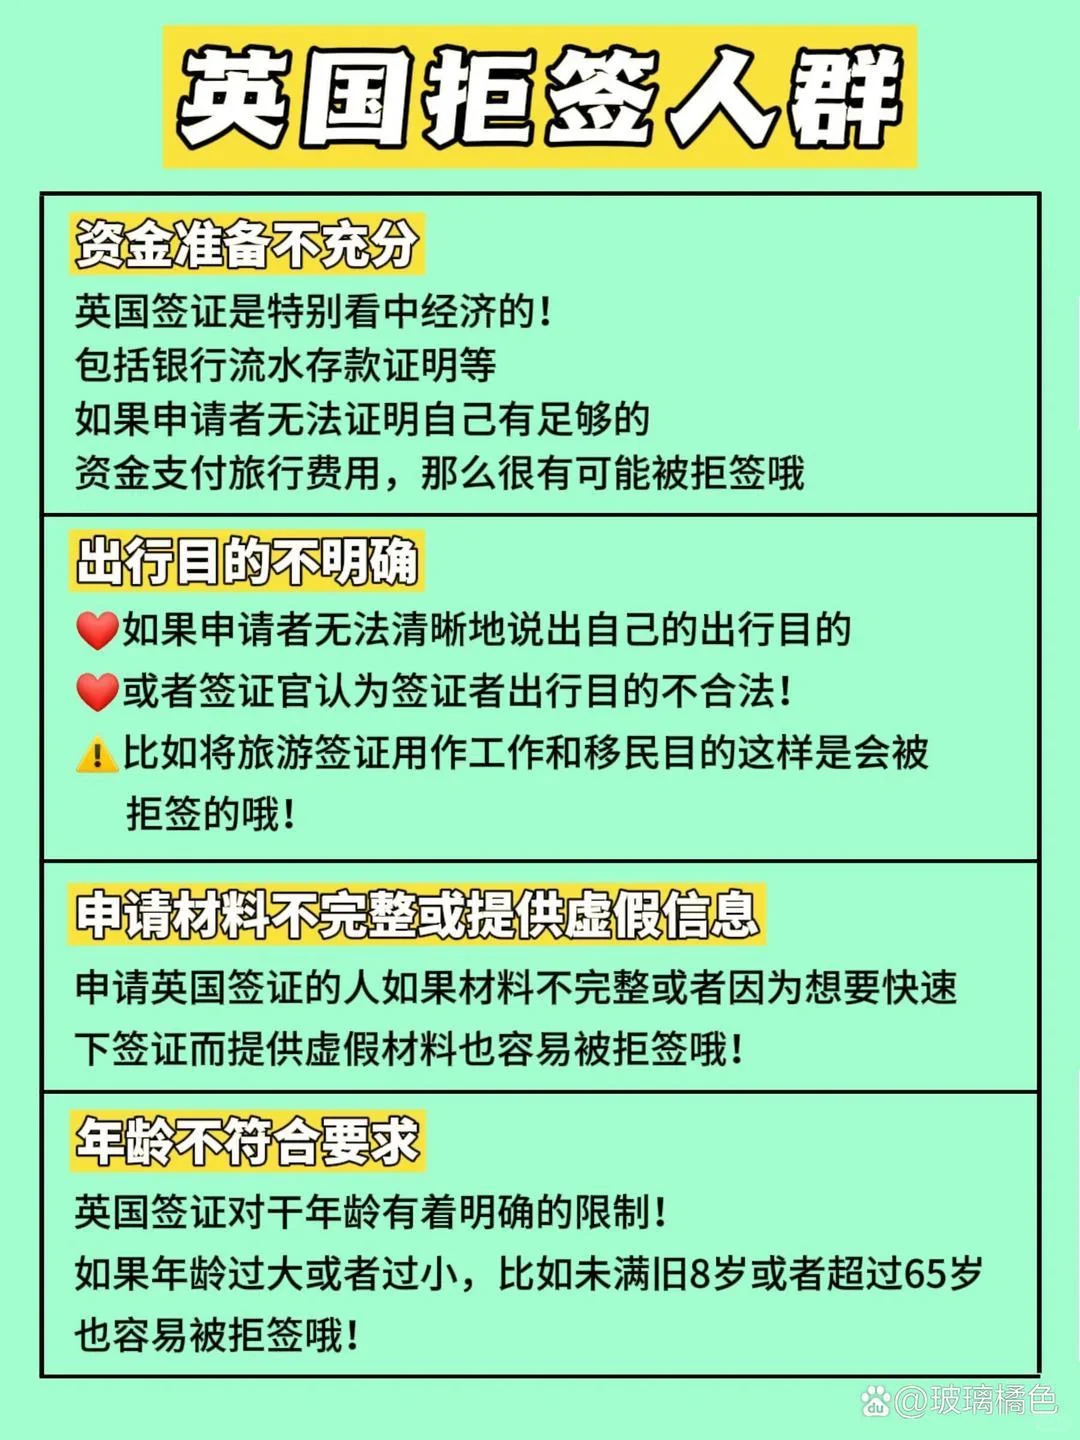 英国拒签人群
资金准备不充分
英国签证是特别看中经济的！
包括银行流水存款证明等
如果申请者无法证明自己有足够的
资金支付旅行费用，那么很有可能被拒签哦
出行目的不明确
❤️如果申请者无法清晰地说出自己的出行目的
❤️或者签证官认为签证者出行目的不合法！
⚠️比如将旅游签证用作工作和移民目的这样是会被
拒签的哦！
申请材料不完整或提供虚假信息
申请英国签证的人如果材料不完整或者因为想要快速
下签证而提供虚假材料也容易被拒签哦！
年龄不符合要求
英国签证对干年龄有着明确的限制！
如果年龄过大或者过小，比如未满旧8岁或者超过65岁
也容易被拒签哦！
du @玻璃橘色